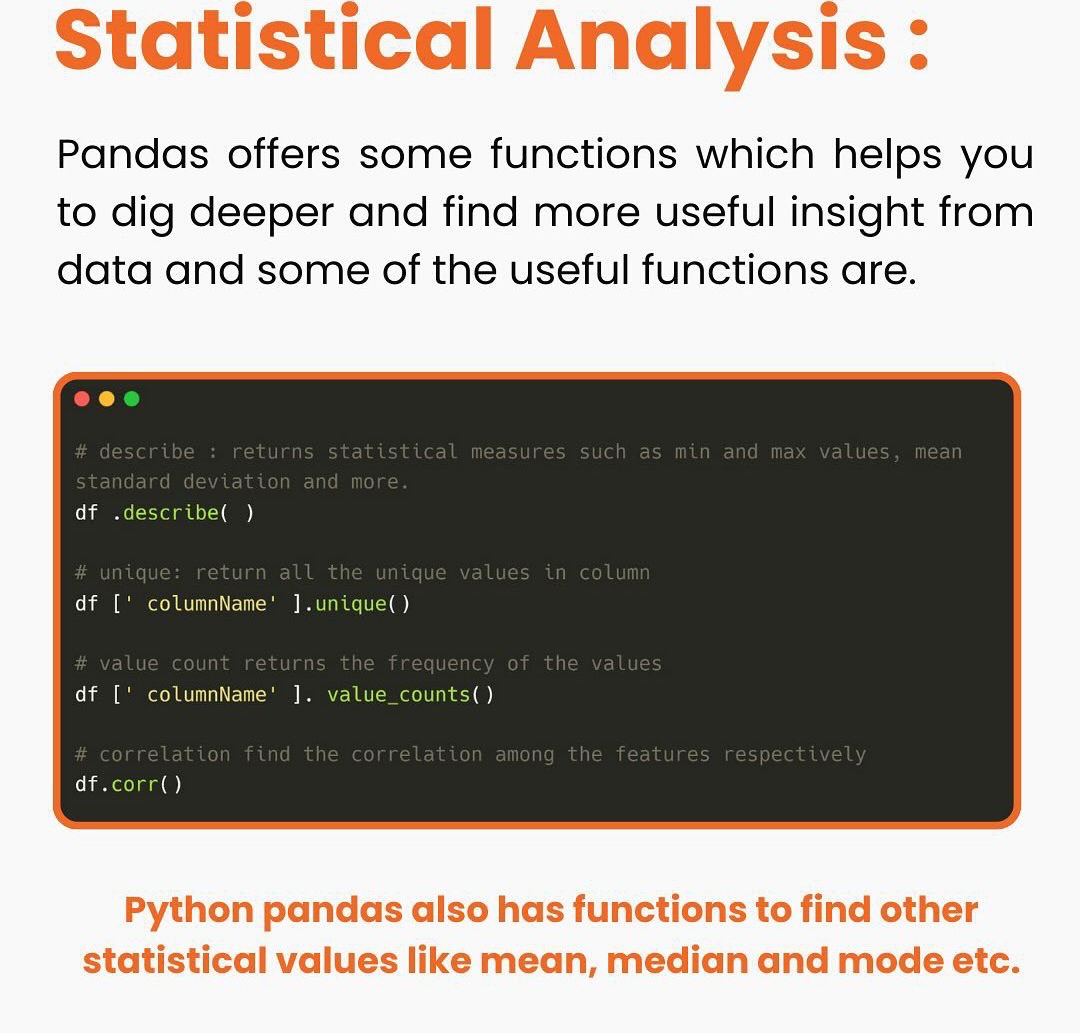 Statistical Analysis :
Pandas offers some functions which helps you
to dig deeper and find more useful insight from
data and some of the useful functions are.
# describe : returns statistical measures such as min and max values, mean
standard deviation and more.
df .describe( )
# unique: return all the unique values in column
df [' columnName' ].unique()
# value count returns the frequency of the values
df [' columnName' ]. value_counts()
# correlation find the correlation among the features respectively
df.corr()
Python pandas also has functions to find other
statistical values like mean, median and mode etc.